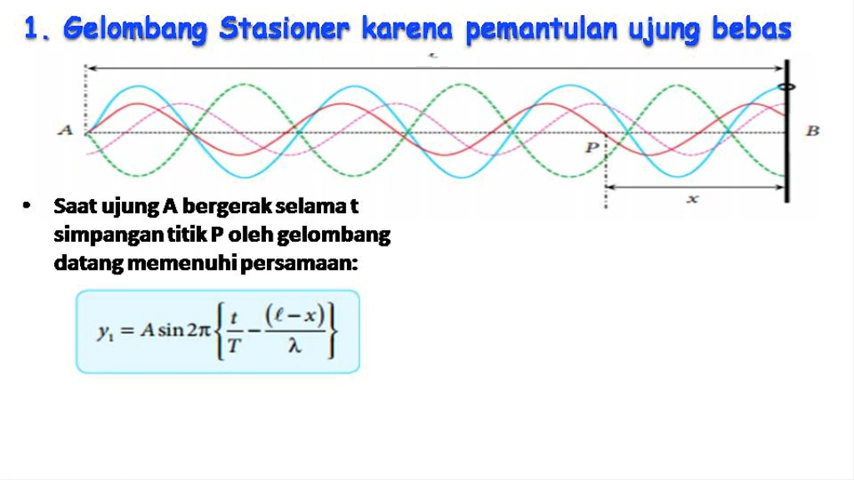 1. Gelombang Stasioner karena pemantulan ujung bebas
A
P
B
x
• Saat ujung A bergerak selama t
simpangan titik P oleh gelombang
datang memenuhi persamaan:
y₁ = A sin 2π { t/T − (ℓ − x)/λ }